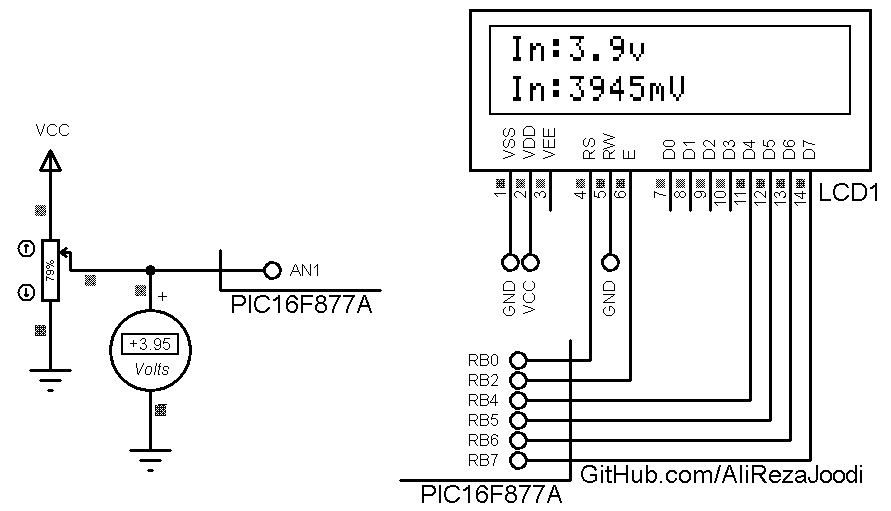 In:3.9v
In:3945mV
VSS
VDD
VEE
RS
RW
E
D0
D1
D2
D3
D4
D5
D6
D7
1
2
3
4
5
6
7
8
9
10
11
12
13
14
LCD1
VCC
79%
AN1
PIC16F877A
+
+3.95
Volts
GND
VCC
GND
RB0
RB2
RB4
RB5
RB6
RB7
GitHub.com/AliRezaJoodi
PIC16F877A